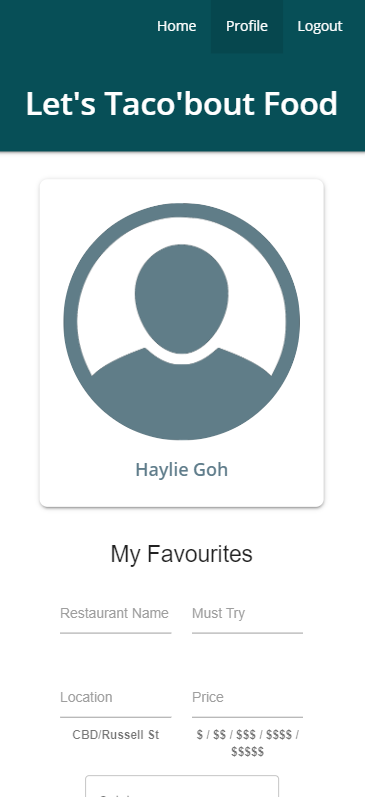 Home Profile Logout
Let's Taco'bout Food
Haylie Goh
My Favourites
Restaurant Name Must Try
Location Price
CBD/Russell St $ / $$ / $$$ / $$$$ /
$$$$$